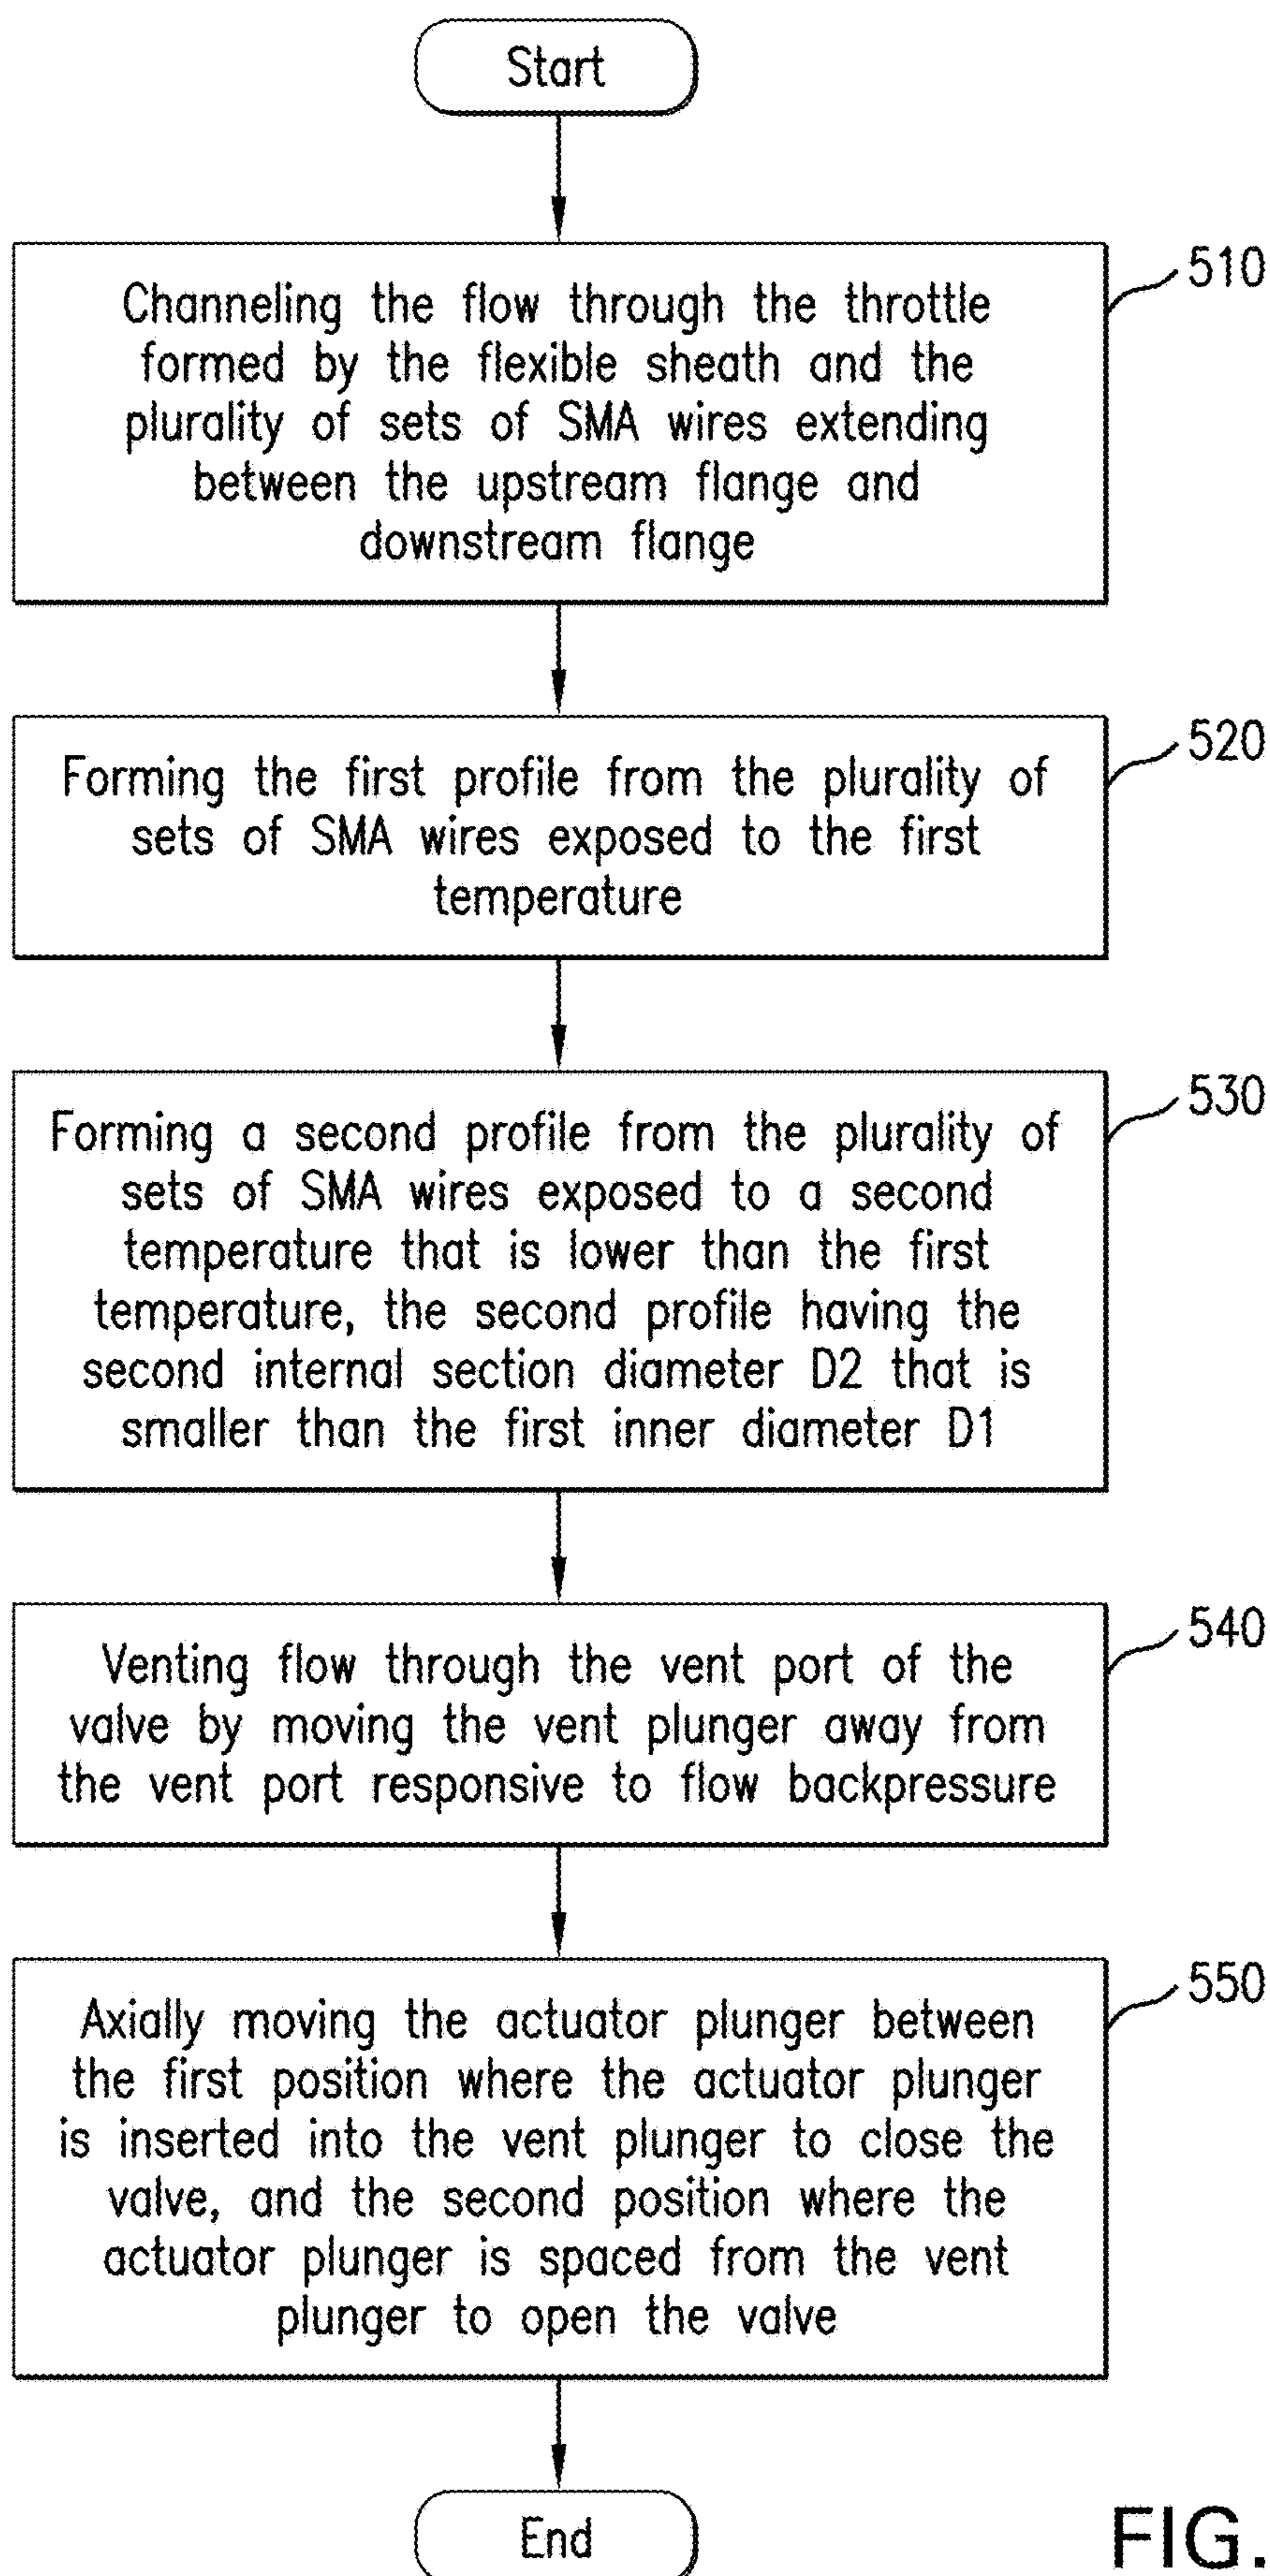 Start
510
Channeling the flow through the throttle
formed by the flexible sheath and the
plurality of sets of SMA wires extending
between the upstream flange and
downstream flange
520
Forming the first profile from the plurality of
sets of SMA wires exposed to the first
temperature
530
Forming a second profile from the plurality of
sets of SMA wires exposed to a second
temperature that is lower than the first
temperature, the second profile having the
second internal section diameter D2 that is
smaller than the first inner diameter D1
540
Venting flow through the vent port of the
valve by moving the vent plunger away from
the vent port responsive to flow backpressure
550
Axially moving the actuator plunger between
the first position where the actuator plunger
is inserted into the vent plunger to close the
valve, and the second position where the
actuator plunger is spaced from the vent
plunger to open the valve
End
FIG.